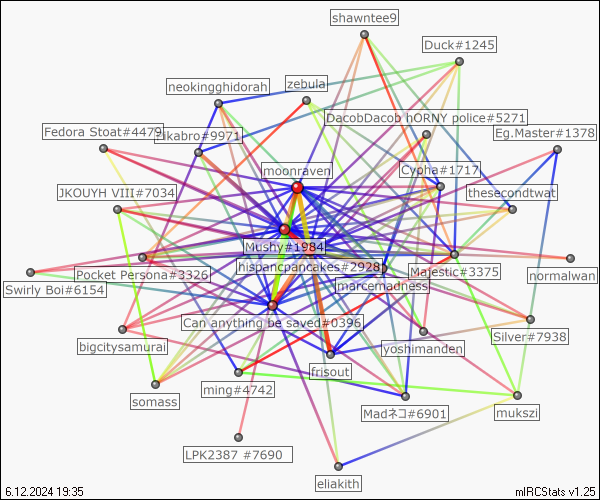 shawntee9
Duck#1245
neokingghidorah
zebula
DacobDacob hORNY police#5271
Fedora Stoat#4479
Eg.Master#1378
moonraven
Cypha#1717
JKOUYH VIII#7034
thesecondtwat
Mushy#1984
hispancpancakes#2928
Pocket Persona#3326
Majestic#3375
normalwan
Swirly Boi#6154
marcemadness
Can anything be saved#0396
bigcitysamurai
yoshimanden
Silver#7938
frisout
ming#4742
somass
Madネコ#6901
mukszi
LPK2387 #7690
eliakith
6.12.2024 19:35
mIRCStats v1.25